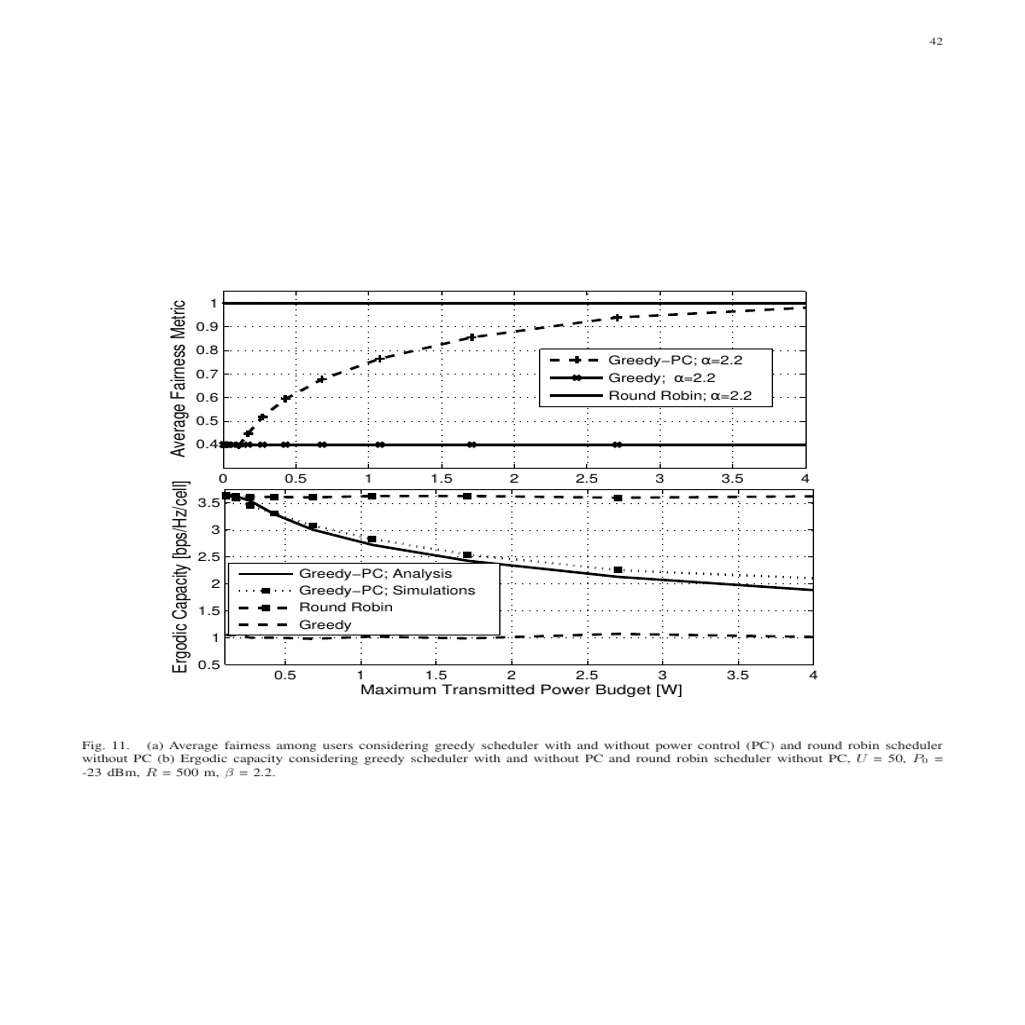 42
Average Fairness Metric
1
0.9
0.8
0.7
0.6
0.5
0.4
Greedy−PC; α=2.2
Greedy; α=2.2
Round Robin; α=2.2
0 0.5 1 1.5 2 2.5 3 3.5 4
Ergodic Capacity [bps/Hz/cell]
3.5
3
2.5
2
1.5
1
0.5
Greedy−PC; Analysis
Greedy−PC; Simulations
Round Robin
Greedy
0.5 1 1.5 2 2.5 3 3.5 4
Maximum Transmitted Power Budget [W]
Fig. 11. (a) Average fairness among users considering greedy scheduler with and without power control (PC) and round robin scheduler
without PC (b) Ergodic capacity considering greedy scheduler with and without PC and round robin scheduler without PC, U = 50, P₀ =
-23 dBm, R = 500 m, β = 2.2.